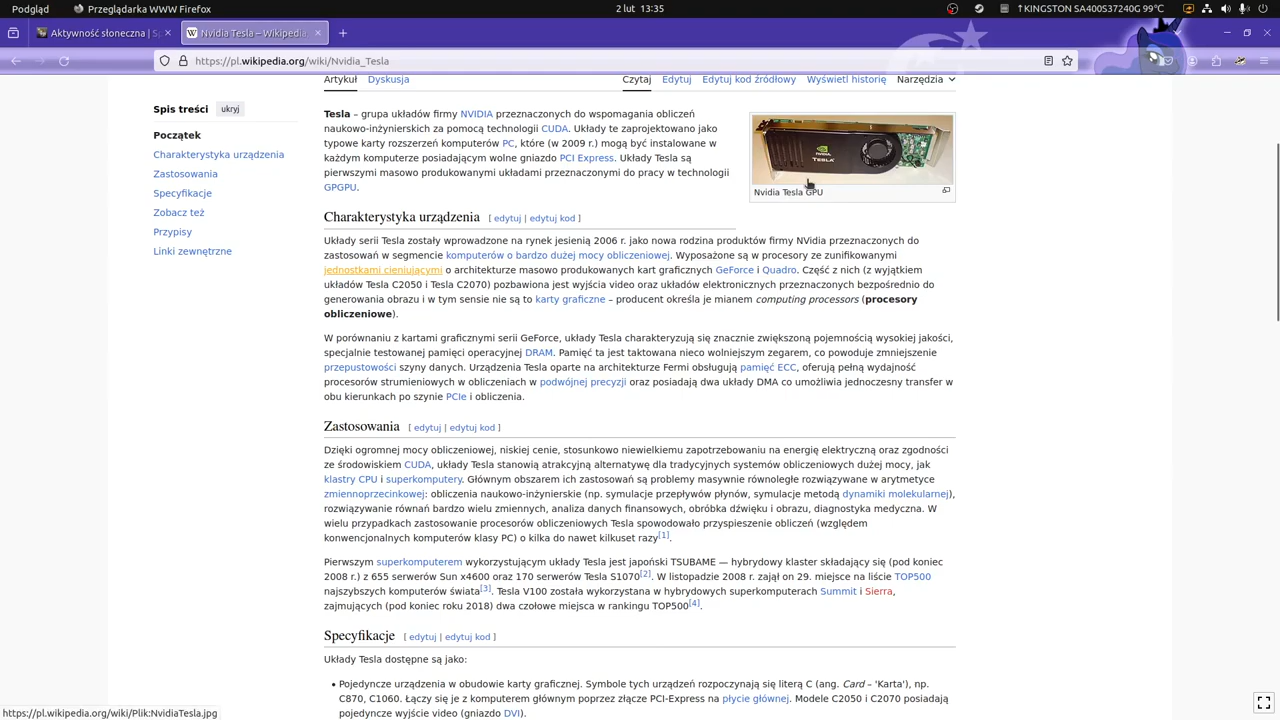 Podgląd Przeglądarka WWW Firefox 2 lut 13:35 ↑KINGSTON SA400S37240G 99°C
Aktywność słoneczna | S
Nvidia Tesla – Wikipedia
https://pl.wikipedia.org/wiki/Nvidia_Tesla
Artykuł Dyskusja Czytaj Edytuj Edytuj kod źródłowy Wyświetl historię Narzędzia
Spis treści ukryj
Początek
Charakterystyka urządzenia
Zastosowania
Specyfikacje
Zobacz też
Przypisy
Linki zewnętrzne
Tesla – grupa układów firmy NVIDIA przeznaczonych do wspomagania obliczeń
naukowo-inżynierskich za pomocą technologii CUDA. Układy te zaprojektowano jako
typowe karty rozszerzeń komputerów PC, które (w 2009 r.) mogą być instalowane w
każdym komputerze posiadającym wolne gniazdo PCI Express. Układy Tesla są
pierwszymi masowo produkowanymi układami przeznaczonymi do pracy w technologii
GPGPU.
NVIDIA
TESLA
Nvidia Tesla GPU
Charakterystyka urządzenia [ edytuj | edytuj kod ]
Układy serii Tesla zostały wprowadzone na rynek jesienią 2006 r. jako nowa rodzina produktów firmy NVidia przeznaczonych do
zastosowań w segmencie komputerów o bardzo dużej mocy obliczeniowej. Wyposażone są w procesory ze zunifikowanymi
jednostkami cieniującymi o architekturze masowo produkowanych kart graficznych GeForce i Quadro. Część z nich (z wyjątkiem
układów Tesla C2050 i Tesla C2070) pozbawiona jest wyjścia video oraz układów elektronicznych przeznaczonych bezpośrednio do
generowania obrazu i w tym sensie nie są to karty graficzne – producent określa je mianem computing processors (procesory
obliczeniowe).
W porównaniu z kartami graficznymi serii GeForce, układy Tesla charakteryzują się znacznie zwiększoną pojemnością wysokiej jakości,
specjalnie testowanej pamięci operacyjnej DRAM. Pamięć ta jest taktowana nieco wolniejszym zegarem, co powoduje zmniejszenie
przepustowości szyny danych. Urządzenia Tesla oparte na architekturze Fermi obsługują pamięć ECC, oferują pełną wydajność
procesorów strumieniowych w obliczeniach w podwójnej precyzji oraz posiadają dwa układy DMA co umożliwia jednoczesny transfer w
obu kierunkach po szynie PCIe i obliczenia.
Zastosowania [ edytuj | edytuj kod ]
Dzięki ogromnej mocy obliczeniowej, niskiej cenie, stosunkowo niewielkiemu zapotrzebowaniu na energię elektryczną oraz zgodności
ze środowiskiem CUDA, układy Tesla stanowią atrakcyjną alternatywę dla tradycyjnych systemów obliczeniowych dużej mocy, jak
klastry CPU i superkomputery. Głównym obszarem ich zastosowań są problemy masywnie równoległe rozwiązywane w arytmetyce
zmiennoprzecinkowej: obliczenia naukowo-inżynierskie (np. symulacje przepływów płynów, symulacje metodą dynamiki molekularnej),
rozwiązywanie równań bardzo wielu zmiennych, analiza danych finansowych, obróbka dźwięku i obrazu, diagnostyka medyczna. W
wielu przypadkach zastosowanie procesorów obliczeniowych Tesla spowodowało przyspieszenie obliczeń (względem
konwencjonalnych komputerów klasy PC) o kilka do nawet kilkuset razy[1].
Pierwszym superkomputerem wykorzystującym układy Tesla jest japoński TSUBAME — hybrydowy klaster składający się (pod koniec
2008 r.) z 655 serwerów Sun x4600 oraz 170 serwerów Tesla S1070[2]. W listopadzie 2008 r. zajął on 29. miejsce na liście TOP500
najszybszych komputerów świata[3]. Tesla V100 została wykorzystana w hybrydowych superkomputerach Summit i Sierra,
zajmujących (pod koniec roku 2018) dwa czołowe miejsca w rankingu TOP500[4].
Specyfikacje [ edytuj | edytuj kod ]
Układy Tesla dostępne są jako:
• Pojedyncze urządzenia w obudowie karty graficznej. Symbole tych urządzeń rozpoczynają się literą C (ang. Card – 'Karta'), np.
C870, C1060. Łączy się je z komputerem głównym poprzez złącze PCI-Express na płycie głównej. Modele C2050 i C2070 posiadają
pojedyncze wyjście video (gniazdo DVI).
https://pl.wikipedia.org/wiki/Plik:NvidiaTesla.jpg